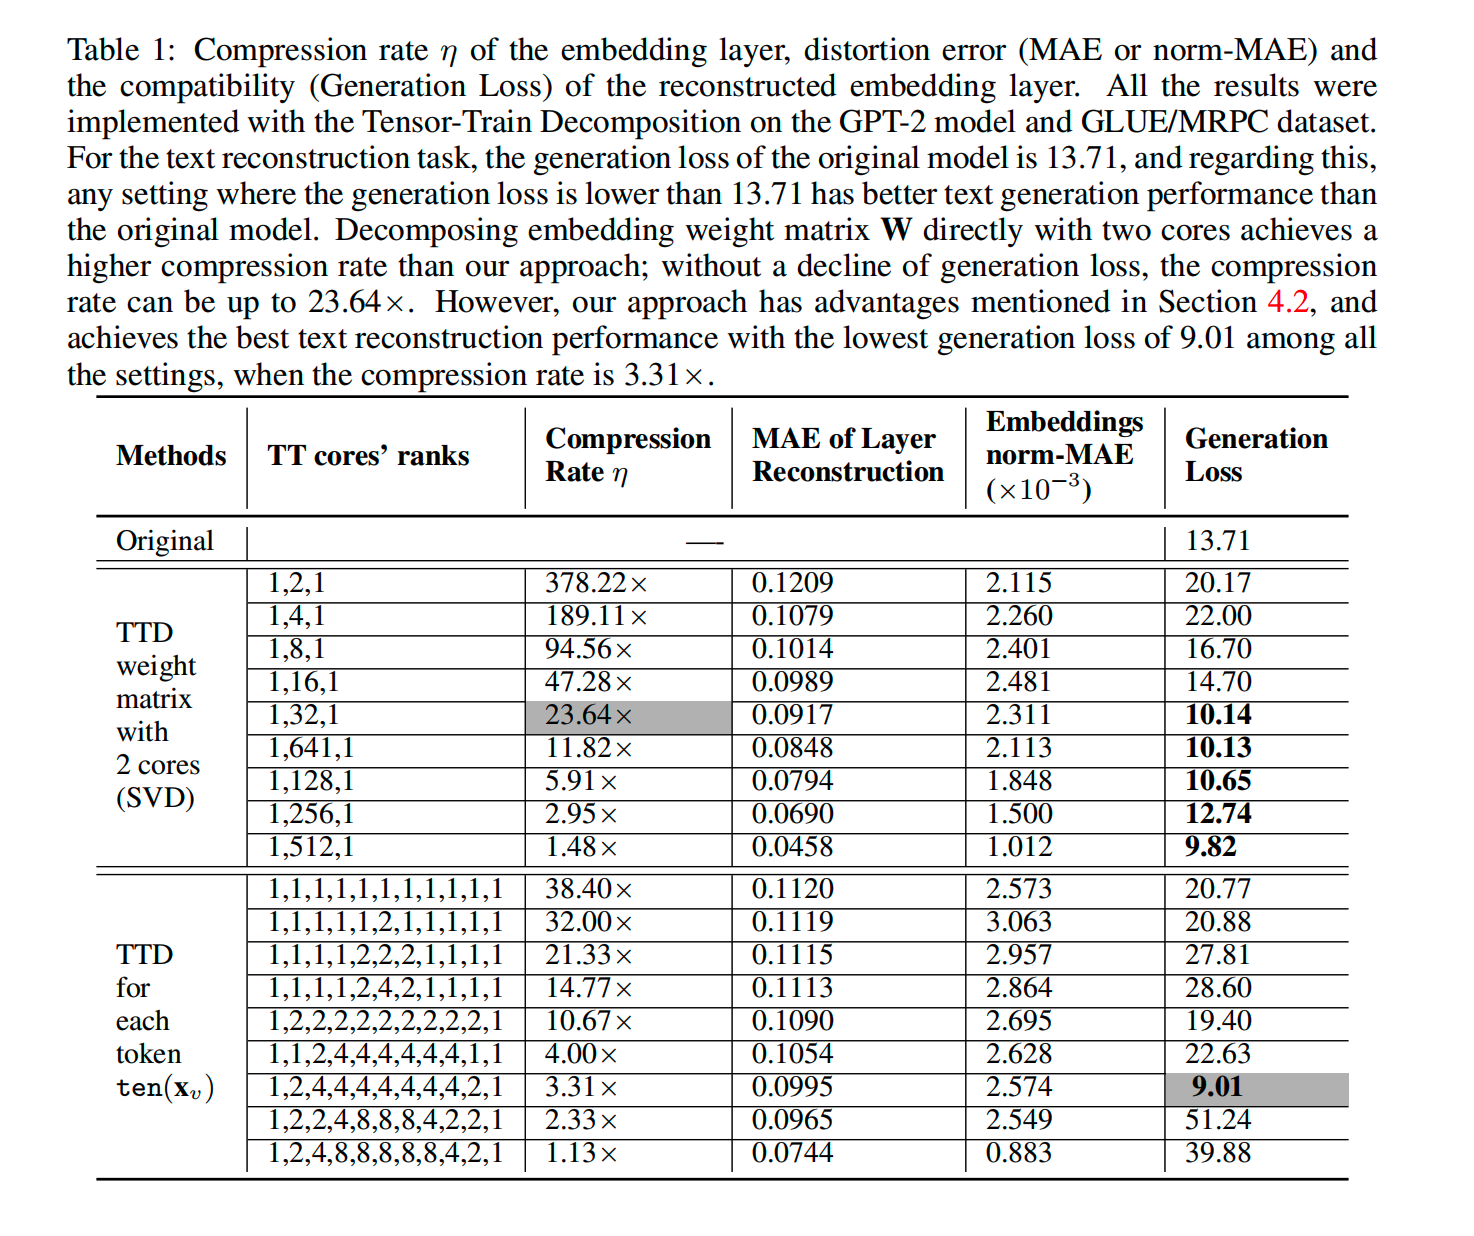 Table 1: Compression rate η of the embedding layer, distortion error (MAE or norm-MAE) and
the compatibility (Generation Loss) of the reconstructed embedding layer. All the results were
implemented with the Tensor-Train Decomposition on the GPT-2 model and GLUE/MRPC dataset.
For the text reconstruction task, the generation loss of the original model is 13.71, and regarding this,
any setting where the generation loss is lower than 13.71 has better text generation performance than
the original model. Decomposing embedding weight matrix W directly with two cores achieves a
higher compression rate than our approach; without a decline of generation loss, the compression
rate can be up to 23.64×. However, our approach has advantages mentioned in Section 4.2, and
achieves the best text reconstruction performance with the lowest generation loss of 9.01 among all
the settings, when the compression rate is 3.31×.
Methods TT cores’ ranks Compression Rate η MAE of Layer Reconstruction Embeddings norm-MAE (×10⁻³) Generation Loss
Original —- 13.71
TTD weight matrix with 2 cores (SVD)
1,2,1 378.22× 0.1209 2.115 20.17
1,4,1 189.11× 0.1079 2.260 22.00
1,8,1 94.56× 0.1014 2.401 16.70
1,16,1 47.28× 0.0989 2.481 14.70
1,32,1 23.64× 0.0917 2.311 10.14
1,641,1 11.82× 0.0848 2.113 10.13
1,128,1 5.91× 0.0794 1.848 10.65
1,256,1 2.95× 0.0690 1.500 12.74
1,512,1 1.48× 0.0458 1.012 9.82
TTD for each token ten(x_v)
1,1,1,1,1,1,1,1,1,1,1 38.40× 0.1120 2.573 20.77
1,1,1,1,1,2,1,1,1,1,1 32.00× 0.1119 3.063 20.88
1,1,1,1,2,2,2,1,1,1,1 21.33× 0.1115 2.957 27.81
1,1,1,1,2,4,2,1,1,1,1 14.77× 0.1113 2.864 28.60
1,2,2,2,2,2,2,2,2,2,1 10.67× 0.1090 2.695 19.40
1,1,2,4,4,4,4,4,4,1,1 4.00× 0.1054 2.628 22.63
1,2,4,4,4,4,4,4,4,2,1 3.31× 0.0995 2.574 9.01
1,2,2,4,8,8,8,4,2,2,1 2.33× 0.0965 2.549 51.24
1,2,4,8,8,8,8,8,4,2,1 1.13× 0.0744 0.883 39.88